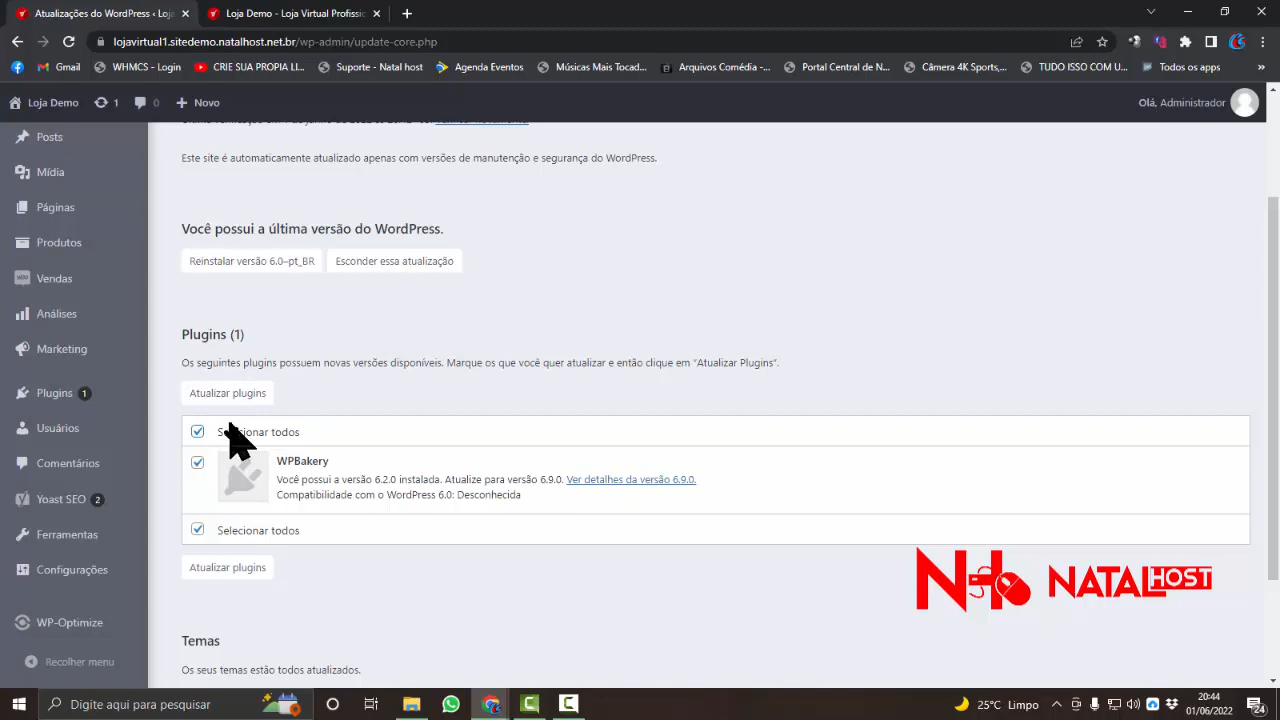 Atualizações do WordPress ‹ Loja
Loja Demo - Loja Virtual Profissio
lojavirtual1.sitedemo.natalhost.net.br/wp-admin/update-core.php
Gmail
WHMCS - Login
CRIE SUA PROPIA LI...
Suporte - Natal host
Agenda Eventos
Músicas Mais Tocad...
Arquivos Comédia –...
Portal Central de N...
Câmera 4K Sports,...
TUDO ISSO COM U...
Todos os apps
»
Loja Demo
1
0
Novo
Olá, Administrador
Posts
Mídia
Páginas
Produtos
Vendas
Análises
Marketing
Plugins 1
Usuários
Comentários
Yoast SEO 2
Ferramentas
Configurações
WP-Optimize
Recolher menu
Este site é automaticamente atualizado apenas com versões de manutenção e segurança do WordPress.
Você possui a última versão do WordPress.
Reinstalar versão 6.0–pt_BR
Esconder essa atualização
Plugins (1)
Os seguintes plugins possuem novas versões disponíveis. Marque os que você quer atualizar e então clique em “Atualizar Plugins”.
Atualizar plugins
Selecionar todos
WPBakery
Você possui a versão 6.2.0 instalada. Atualize para versão 6.9.0. Ver detalhes da versão 6.9.0.
Compatibilidade com o WordPress 6.0: Desconhecida
Selecionar todos
Atualizar plugins
NATALHOST
Temas
Os seus temas estão todos atualizados.
Digite aqui para pesquisar
25°C Limpo
20:44
01/06/2022
24